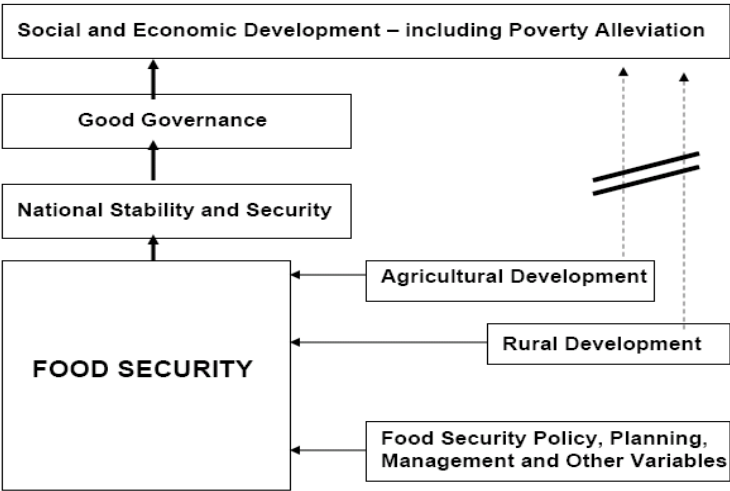 Social and Economic Development – including Poverty Alleviation
Good Governance
National Stability and Security
Agricultural Development
Rural Development
FOOD SECURITY
Food Security Policy, Planning,
Management and Other Variables